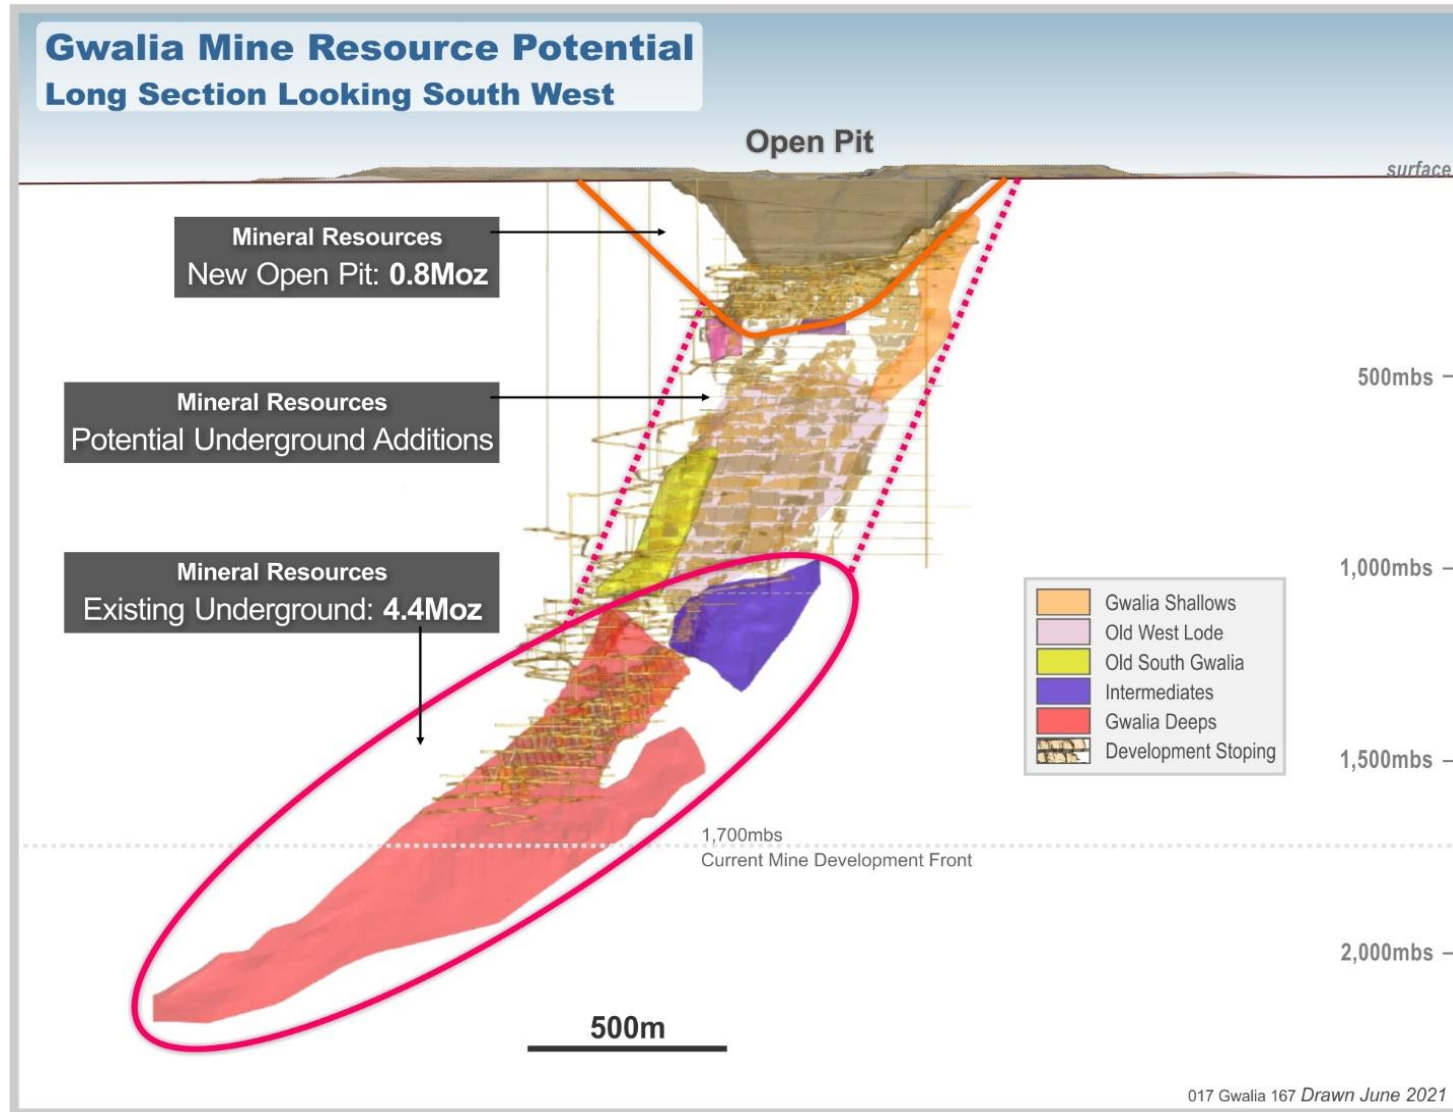 Gwalia Mine Resource Potential
Long Section Looking South West
Open Pit
surface
Mineral Resources
New Open Pit: 0.8Moz
500mbs
Mineral Resources
Potential Underground Additions
1,000mbs
Mineral Resources
Existing Underground: 4.4Moz
Gwalia Shallows
Old West Lode
Old South Gwalia
Intermediates
Gwalia Deeps
Development Stoping
1,500mbs
1,700mbs
Current Mine Development Front
2,000mbs
500m
017 Gwalia 167 Drawn June 2021